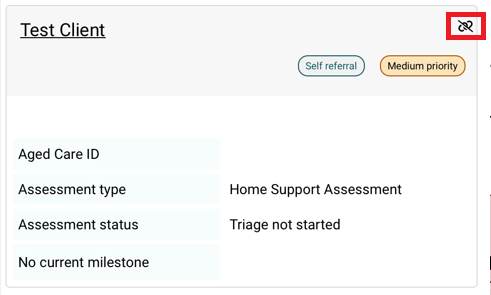 Test Client
Self referral Medium priority
Aged Care ID
Assessment type Home Support Assessment
Assessment status Triage not started
No current milestone